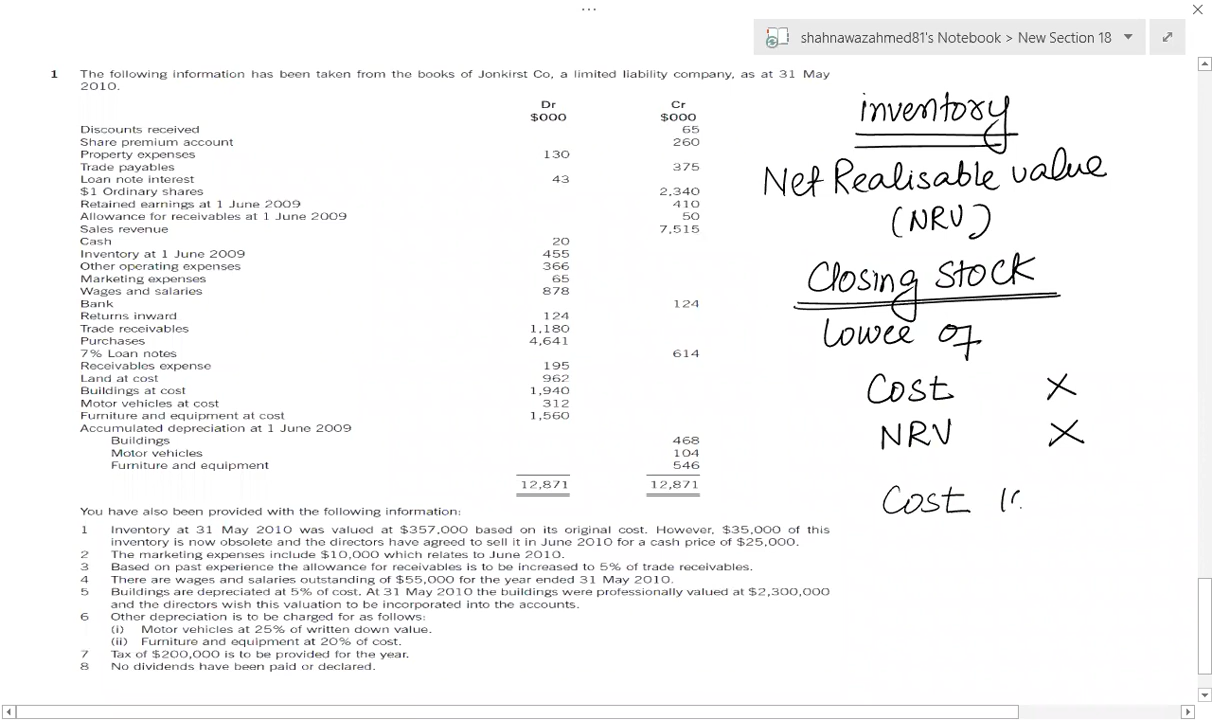 shahnawazahmed81's Notebook > New Section 18
1 The following information has been taken from the books of Jonkirst Co, a limited liability company, as at 31 May
2010.
Dr Cr
$000 $000
Discounts received 65
Share premium account 260
Property expenses 130
Trade payables 375
Loan note interest 43
$1 Ordinary shares 2,340
Retained earnings at 1 June 2009 410
Allowance for receivables at 1 June 2009 50
Sales revenue 7,515
Cash 20
Inventory at 1 June 2009 455
Other operating expenses 366
Marketing expenses 65
Wages and salaries 878
Bank 124
Returns inward 124
Trade receivables 1,180
Purchases 4,641
7% Loan notes 614
Receivables expense 195
Land at cost 962
Buildings at cost 1,940
Motor vehicles at cost 312
Furniture and equipment at cost 1,560
Accumulated depreciation at 1 June 2009
Buildings 468
Motor vehicles 104
Furniture and equipment 546
12,871 12,871
You have also been provided with the following information:
1 Inventory at 31 May 2010 was valued at $357,000 based on its original cost. However, $35,000 of this
inventory is now obsolete and the directors have agreed to sell it in June 2010 for a cash price of $25,000.
2 The marketing expenses include $10,000 which relates to June 2010.
3 Based on past experience the allowance for receivables is to be increased to 5% of trade receivables.
4 There are wages and salaries outstanding of $55,000 for the year ended 31 May 2010.
5 Buildings are depreciated at 5% of cost. At 31 May 2010 the buildings were professionally valued at $2,300,000
and the directors wish this valuation to be incorporated into the accounts.
6 Other depreciation is to be charged for as follows:
(i) Motor vehicles at 25% of written down value.
(ii) Furniture and equipment at 20% of cost.
7 Tax of $200,000 is to be provided for the year.
8 No dividends have been paid or declared.
inventory
Net Realisable value
(NRV)
Closing Stock
lower of
Cost X
NRV X
Cost